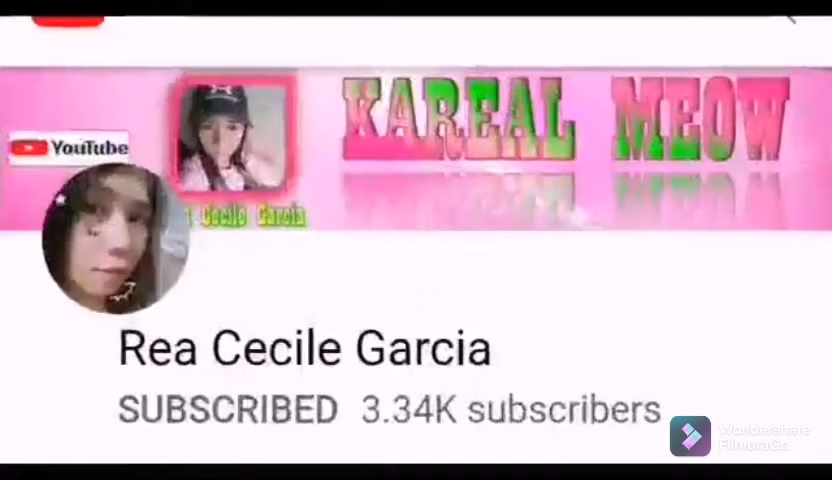 KAREAL MEOW
YouTube
Cecile Garcia
Rea Cecile Garcia
SUBSCRIBED 3.34K subscribers
Wondershare
FilmoraGo